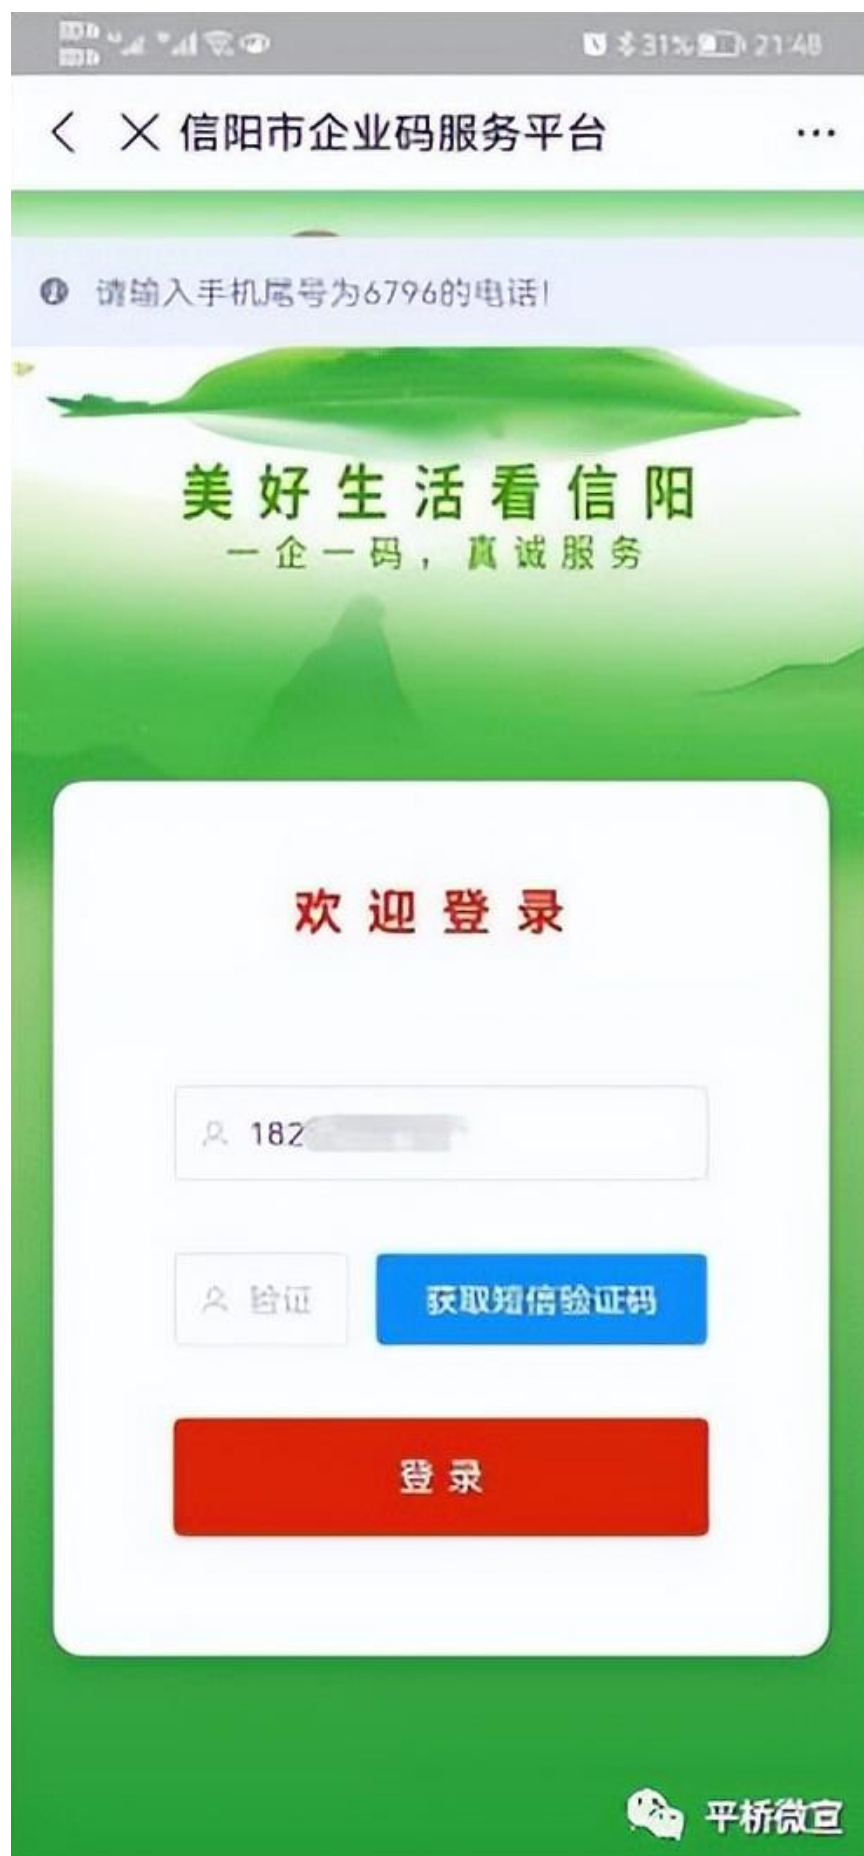 31% 21:48
信阳市企业码服务平台
请输入手机尾号为6796的电话!
美好生活看信阳
一企一码，真诚服务
欢迎登录
182
验证 获取短信验证码
登录
平桥微宣